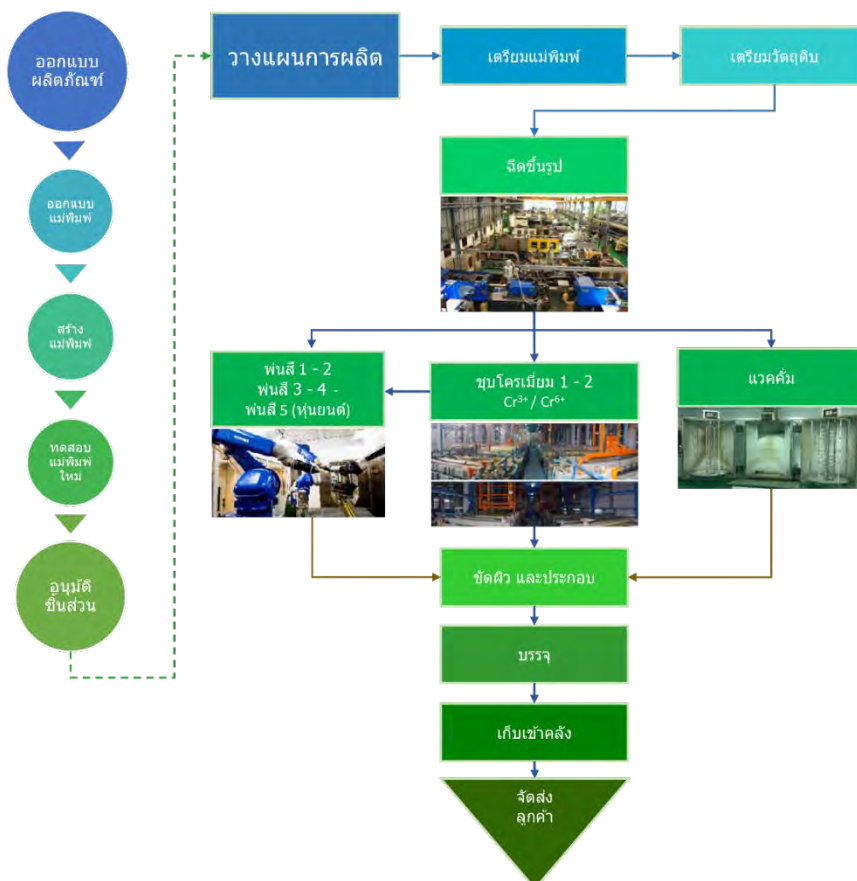 ออกแบบ
ผลิตภัณฑ์
ออกแบบ
แม่พิมพ์
สร้าง
แม่พิมพ์
ทดสอบ
แม่พิมพ์
ใหม่
อนุมัติ
ชิ้นส่วน
วางแผนการผลิต
เตรียมแม่พิมพ์
เตรียมวัตถุดิบ
ฉีดขึ้นรูป
พ่นสี 1 - 2
พ่นสี 3 - 4 -
พ่นสี 5 (หุ่นยนต์)
ชุบโครเมี่ยม 1 - 2
Cr³⁺ / Cr⁶⁺
แวคคั่ม
ขัดผิว และประกอบ
บรรจุ
เก็บเข้าคลัง
จัดส่ง
ลูกค้า